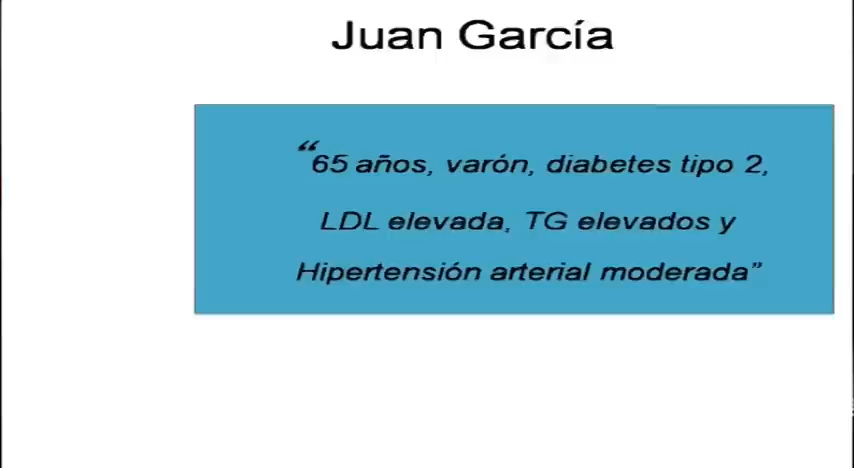 Juan García
“65 años, varón, diabetes tipo 2,
LDL elevada, TG elevados y
Hipertensión arterial moderada”